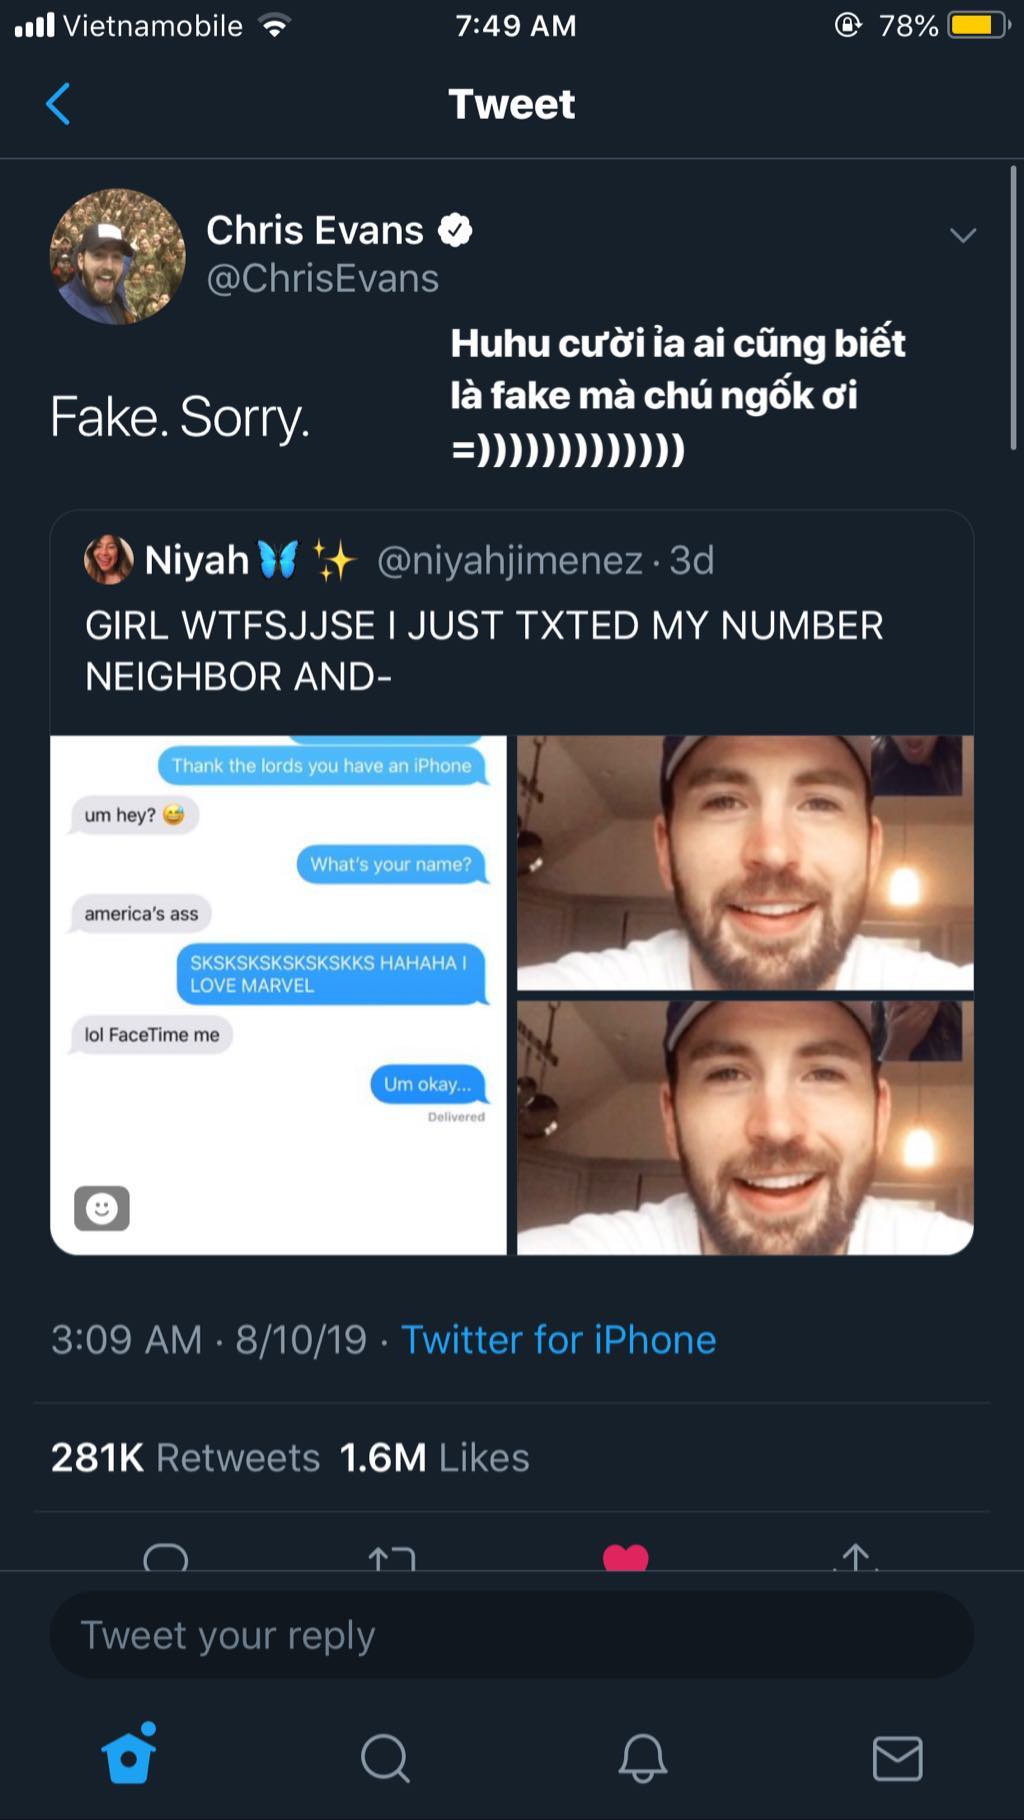 Vietnamobile 7:49 AM 78%
Tweet
Chris Evans
@ChrisEvans
Fake. Sorry.
Huhu cười ỉa ai cũng biết
là fake mà chú ngốk ơi
=)))))))))))))
Niyah🦋✨ @niyahjimenez · 3d
GIRL WTFSJJSE I JUST TXTED MY NUMBER
NEIGHBOR AND-
Thank the lords you have an iPhone
um hey? 😅
What's your name?
america's ass
SKSKSKSKSKSKSKKS HAHAHA I
LOVE MARVEL
lol FaceTime me
Um okay...
Delivered
3:09 AM · 8/10/19 · Twitter for iPhone
281K Retweets 1.6M Likes
Tweet your reply